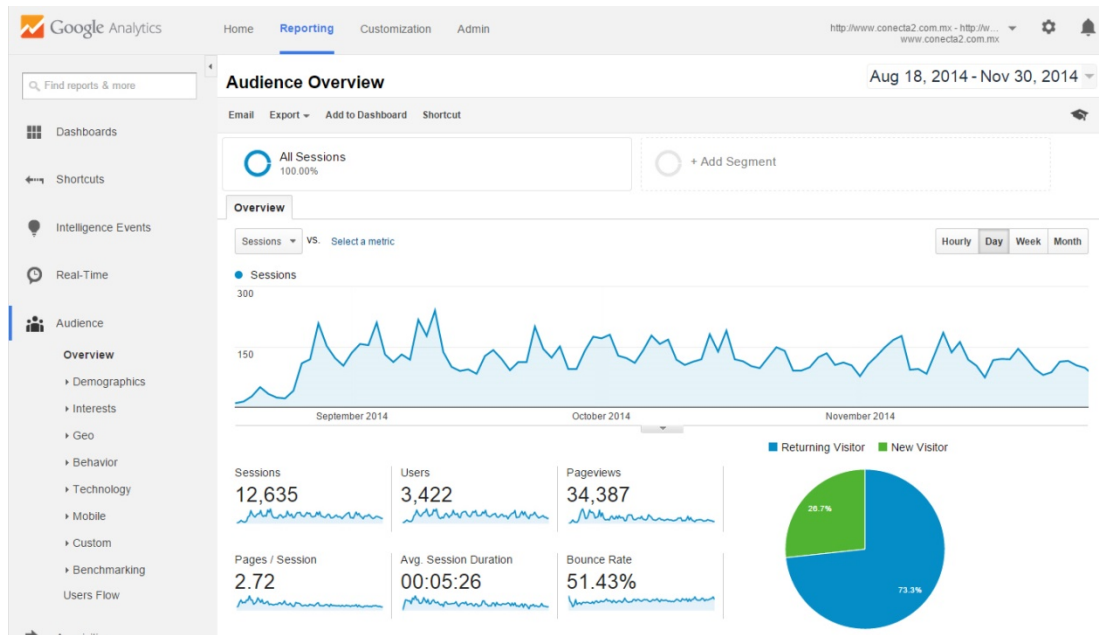 Google Analytics
Home Reporting Customization Admin
http://www.conecta2.com.mx - http://w...
www.conecta2.com.mx
Find reports & more
Dashboards
Shortcuts
Intelligence Events
Real-Time
Audience
Overview
Demographics
Interests
Geo
Behavior
Technology
Mobile
Custom
Benchmarking
Users Flow
Audience Overview
Aug 18, 2014 - Nov 30, 2014
Email Export Add to Dashboard Shortcut
All Sessions
100.00%
+ Add Segment
Overview
Sessions VS. Select a metric
Hourly Day Week Month
Sessions
300
150
September 2014 October 2014 November 2014
Returning Visitor New Visitor
Sessions Users Pageviews
12,635 3,422 34,387
Pages / Session Avg. Session Duration Bounce Rate
2.72 00:05:26 51.43%
26.7%
73.3%